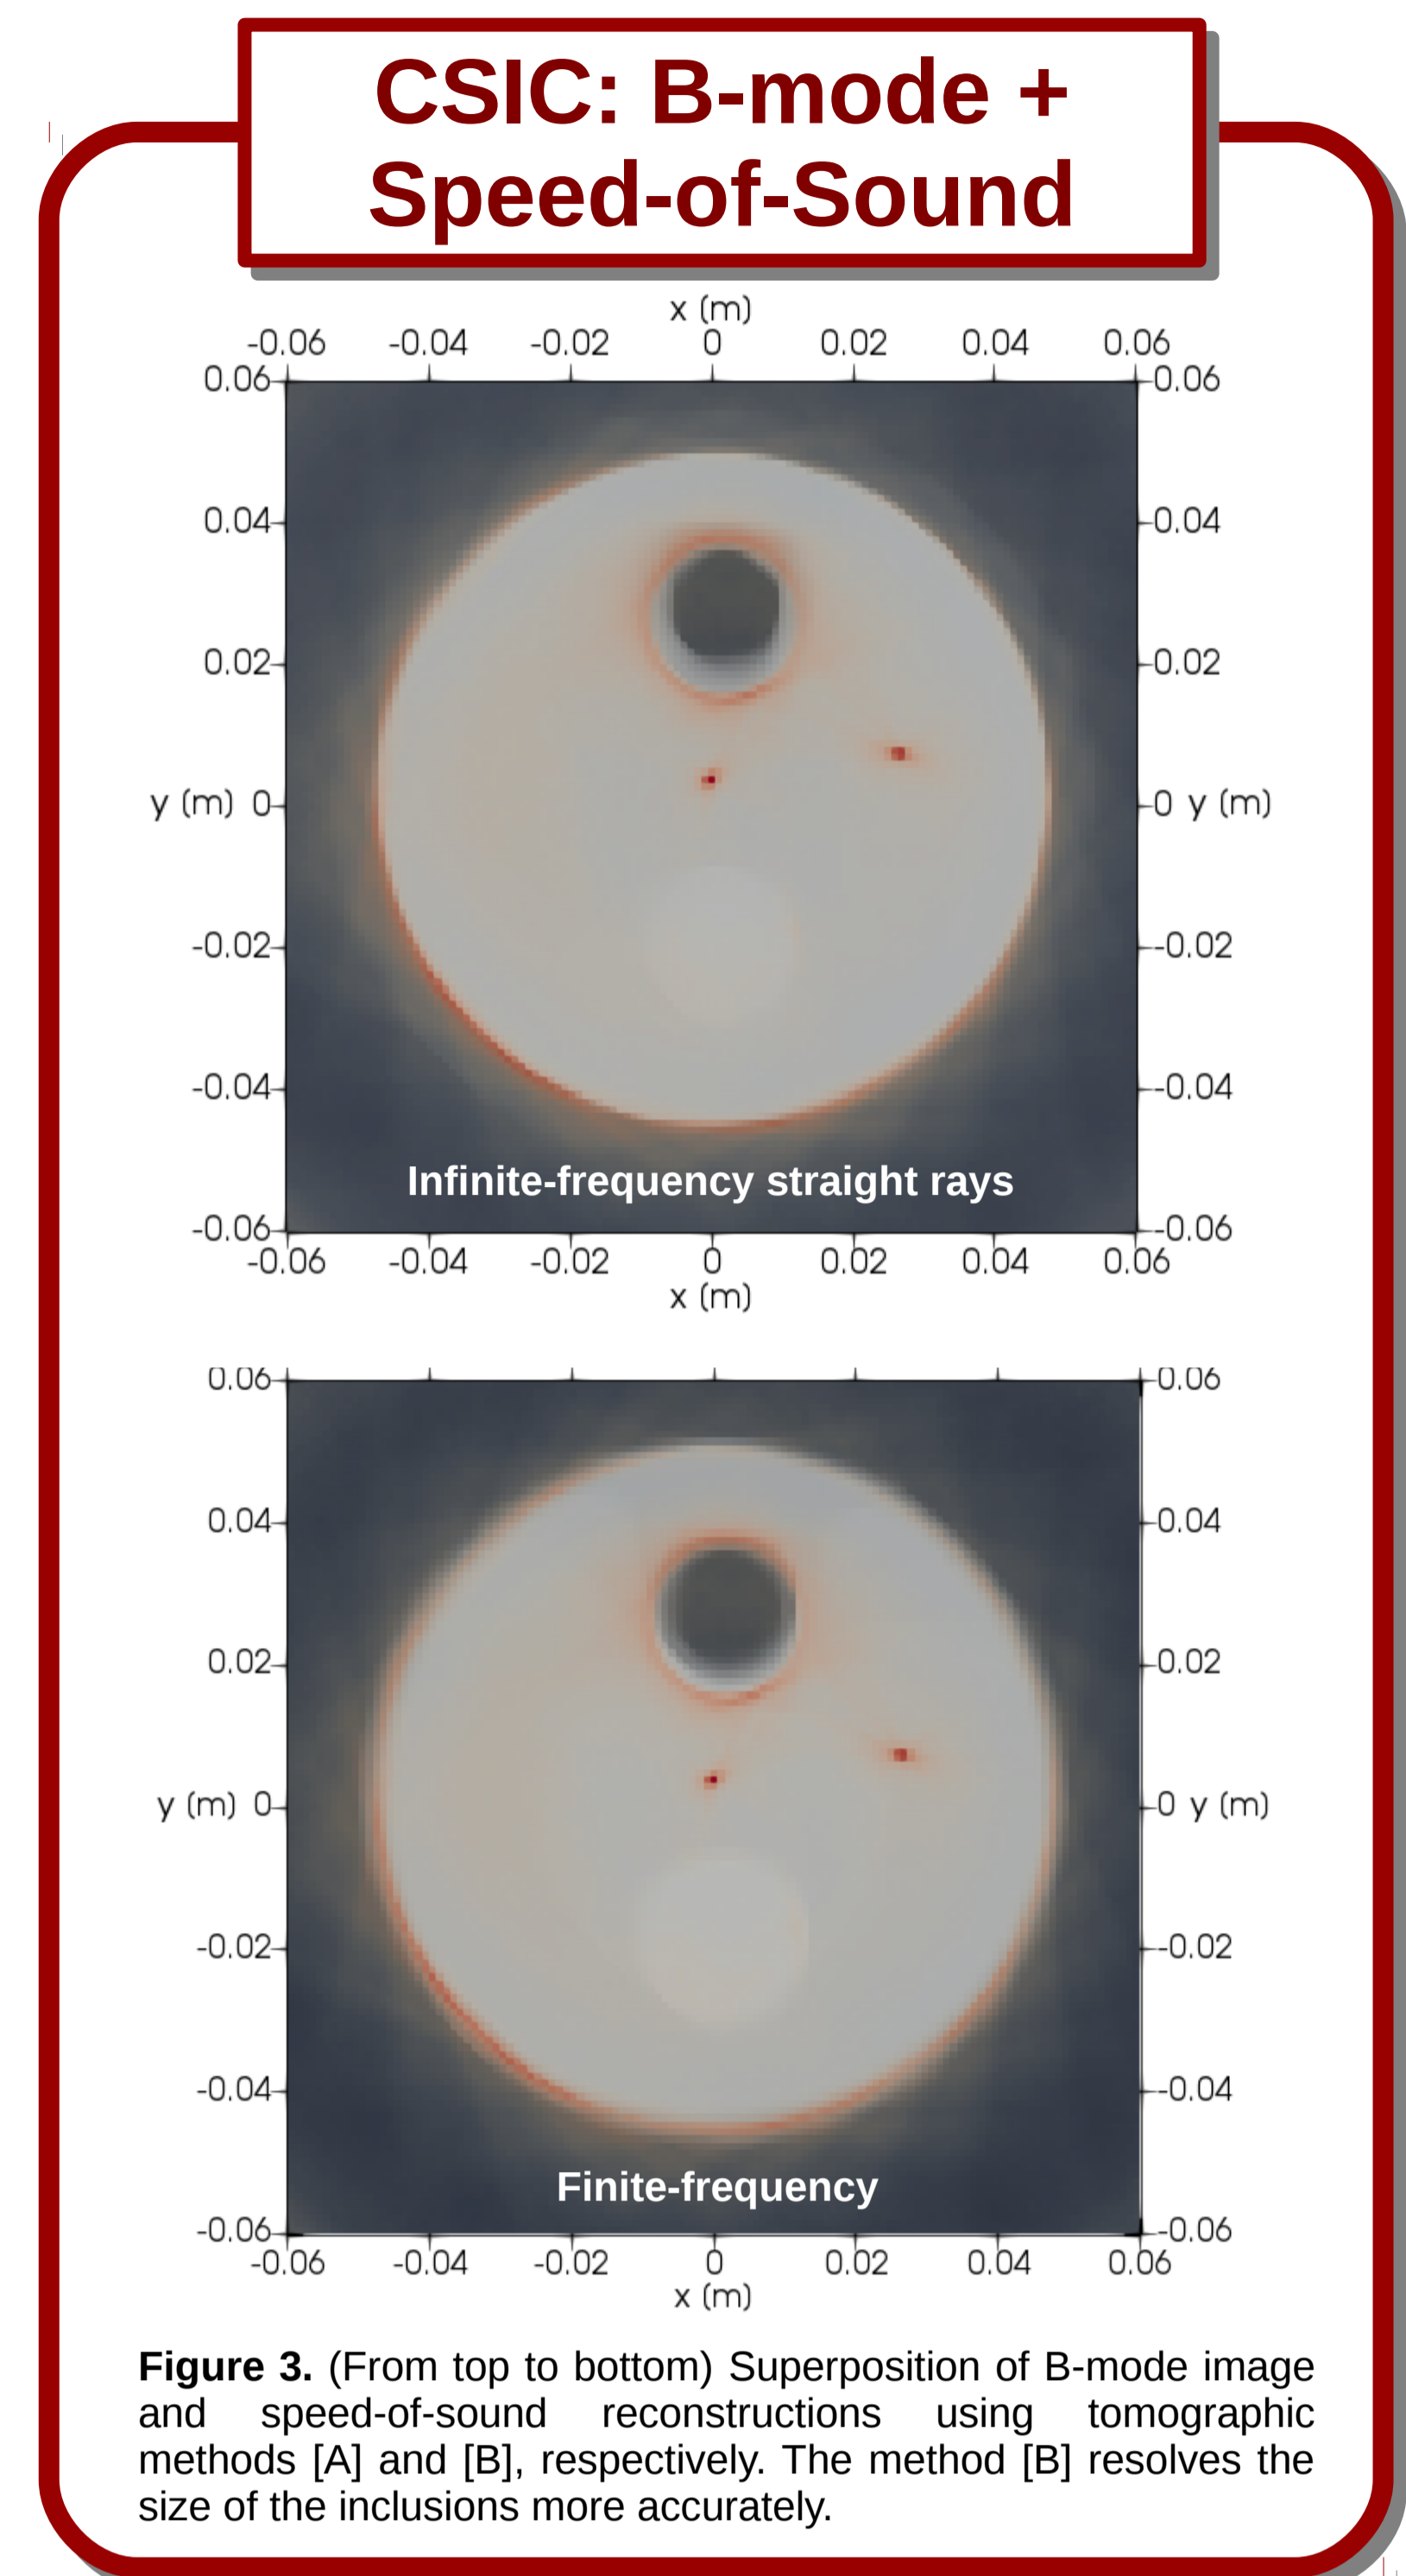 CSIC: B-mode +
Speed-of-Sound
x (m)
-0.06 -0.04 -0.02 0 0.02 0.04 0.06
0.06 0.06
0.04 0.04
0.02 0.02
y (m) 0 0 y (m)
-0.02 -0.02
-0.04 -0.04
Infinite-frequency straight rays
-0.06 -0.06
-0.06 -0.04 -0.02 0 0.02 0.04 0.06
x (m)
0.06 0.06
0.04 0.04
0.02 0.02
y (m) 0 0 y (m)
-0.02 -0.02
-0.04 -0.04
Finite-frequency
-0.06 -0.06
-0.06 -0.04 -0.02 0 0.02 0.04 0.06
x (m)
Figure 3. (From top to bottom) Superposition of B-mode image
and speed-of-sound reconstructions using tomographic
methods [A] and [B], respectively. The method [B] resolves the
size of the inclusions more accurately.